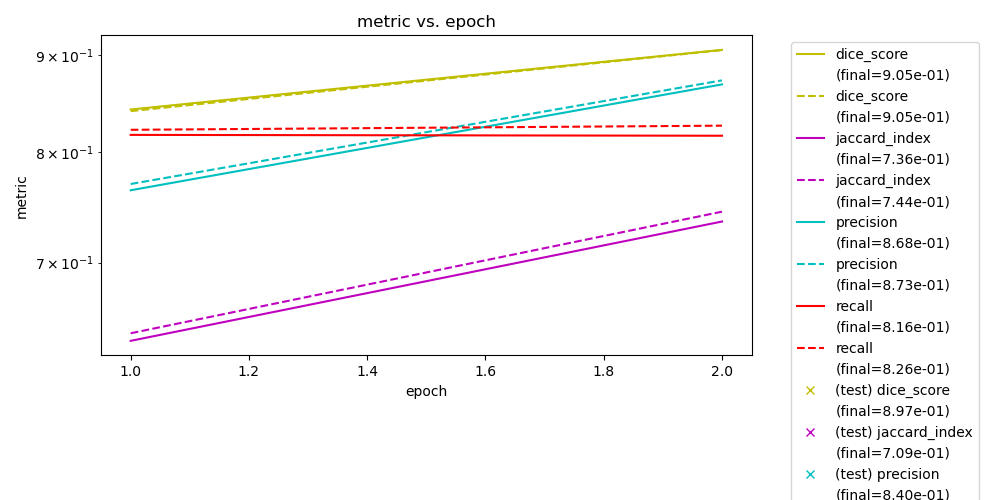 metric vs. epoch
9 × 10⁻¹
8 × 10⁻¹
7 × 10⁻¹
metric
1.0 1.2 1.4 1.6 1.8 2.0
epoch
dice_score
(final=9.05e-01)
dice_score
(final=9.05e-01)
jaccard_index
(final=7.36e-01)
jaccard_index
(final=7.44e-01)
precision
(final=8.68e-01)
precision
(final=8.73e-01)
recall
(final=8.16e-01)
recall
(final=8.26e-01)
(test) dice_score
(final=8.97e-01)
(test) jaccard_index
(final=7.09e-01)
(test) precision
(final=8.40e-01)